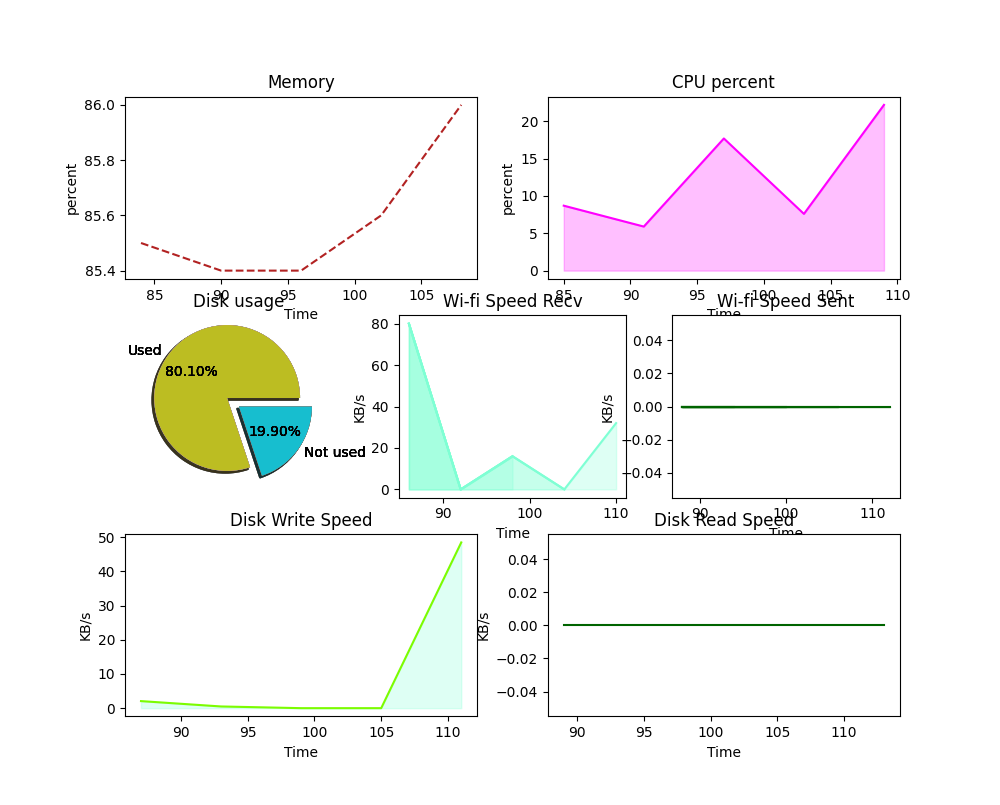 Memory
percent
86.0
85.8
85.6
85.4
85 90 95 100 105
Time
CPU percent
percent
20
15
10
5
0
85 90 95 100 105 110
Time
Disk usage
Used
80.10%
19.90%
Not used
Wi-fi Speed Recv
KB/s
80
60
40
20
0
90 100 110
Time
Wi-fi Speed Sent
KB/s
0.04
0.02
0.00
−0.02
−0.04
90 100 110
Time
Disk Write Speed
KB/s
50
40
30
20
10
0
90 95 100 105 110
Time
Disk Read Speed
KB/s
0.04
0.02
0.00
−0.02
−0.04
90 95 100 105 110
Time